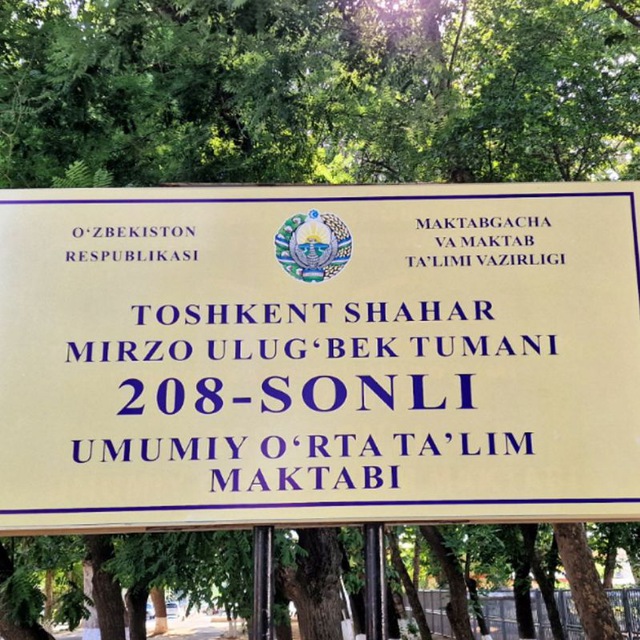 O‘ZBEKISTON
RESPUBLIKASI
MAKTABGACHA
VA MAKTAB
TA’LIMI VAZIRLIGI
TOSHKENT SHAHAR
MIRZO ULUG‘BEK TUMANI
208-SONLI
UMUMIY O‘RTA TA’LIM
MAKTABI